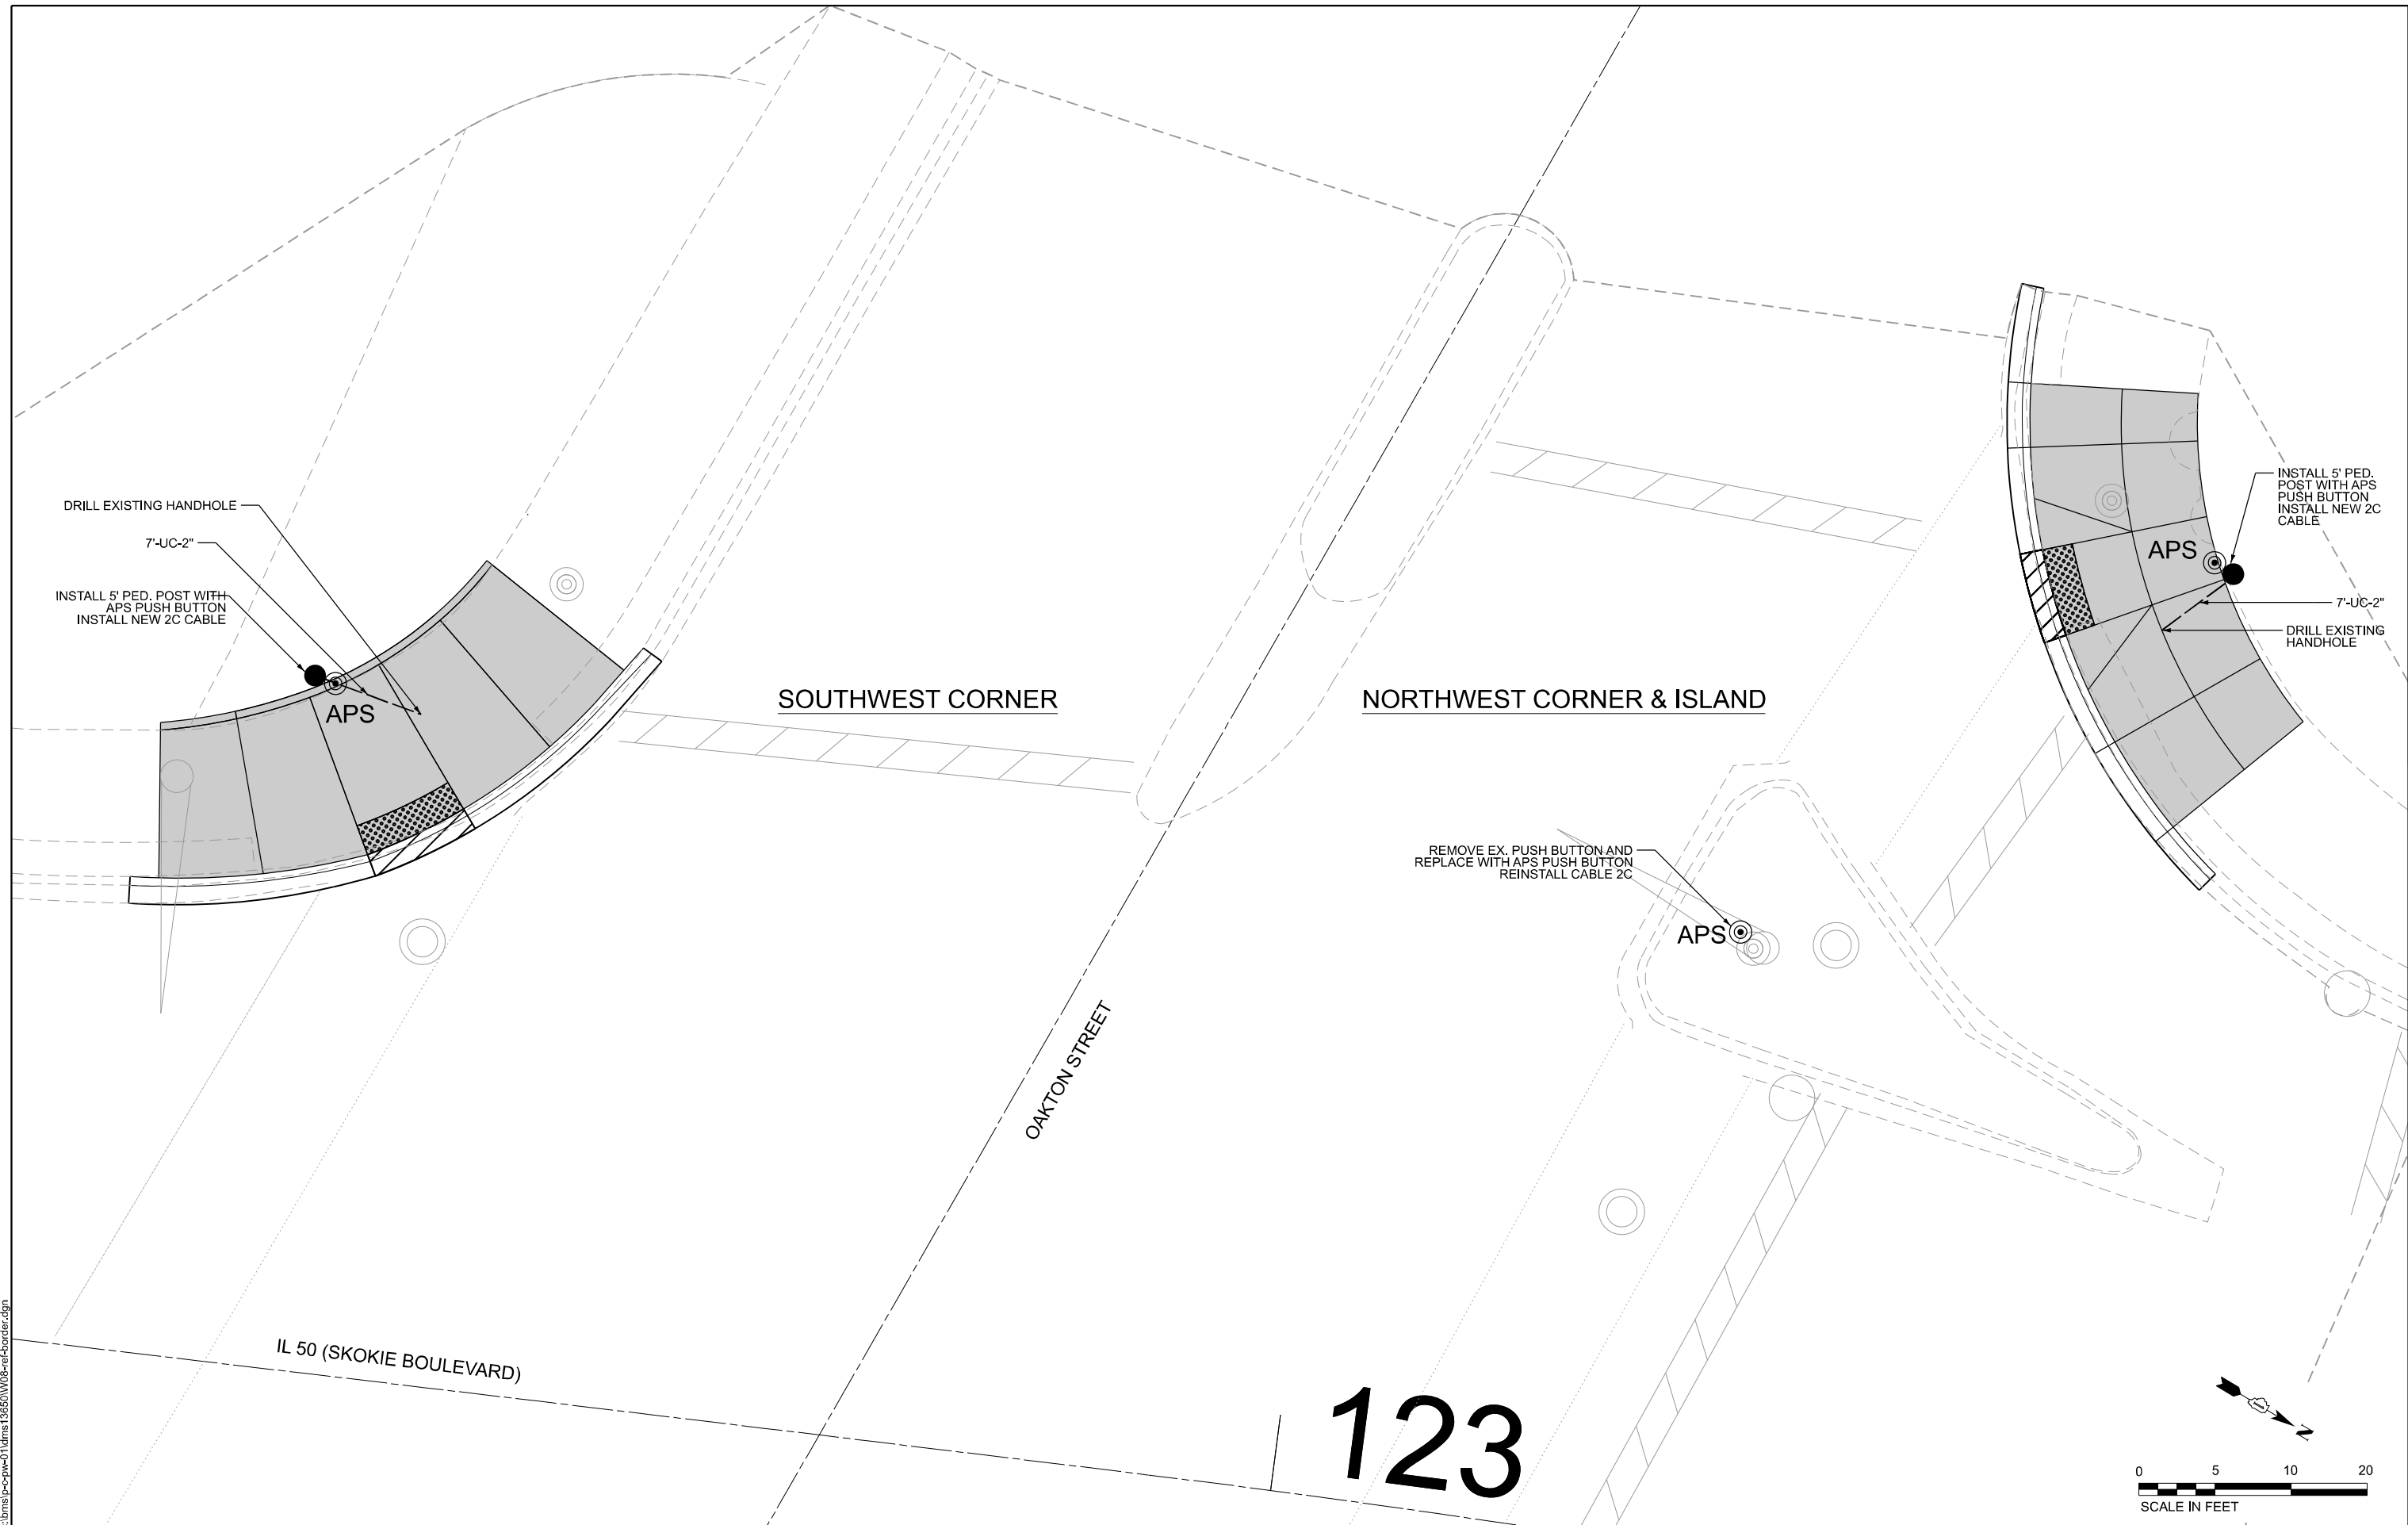 DRILL EXISTING HANDHOLE
7'-UC-2"
INSTALL 5' PED. POST WITH
APS PUSH BUTTON
INSTALL NEW 2C CABLE
APS
SOUTHWEST CORNER
NORTHWEST CORNER & ISLAND
INSTALL 5' PED.
POST WITH APS
PUSH BUTTON
INSTALL NEW 2C
CABLE
APS
7'-UC-2"
DRILL EXISTING
HANDHOLE
REMOVE EX. PUSH BUTTON AND
REPLACE WITH APS PUSH BUTTON
REINSTALL CABLE 2C
APS
OAKTON STREET
IL 50 (SKOKIE BOULEVARD)
123
N
0 5 10 20
SCALE IN FEET